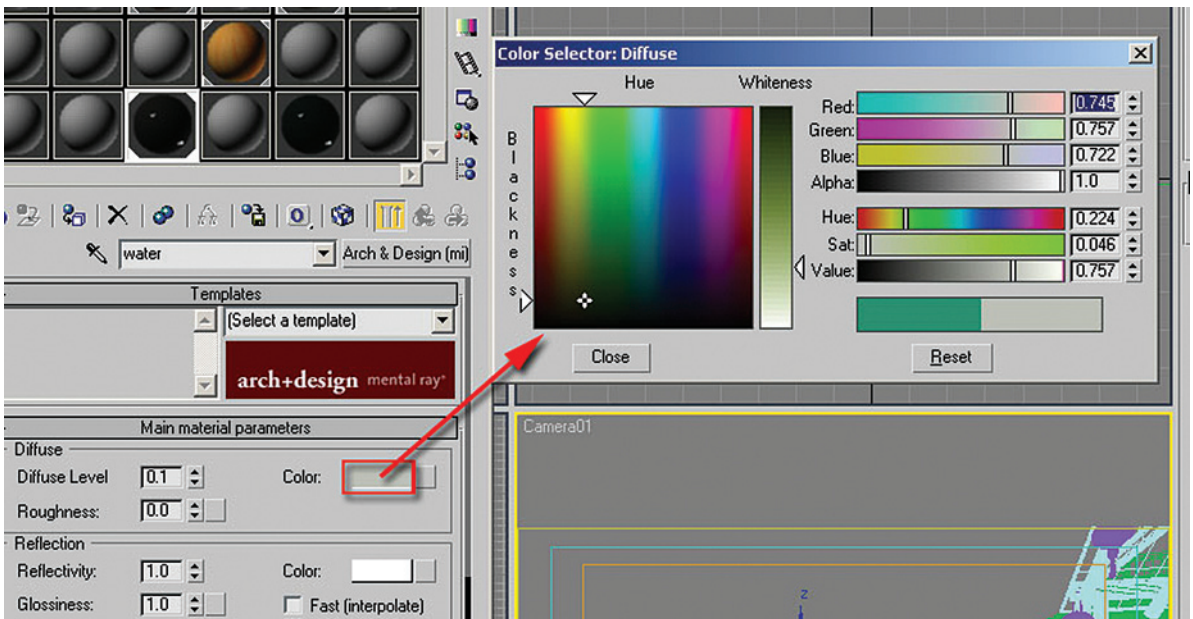 Color Selector: Diffuse
Hue
Whiteness
Blackness
Red: 0.745
Green: 0.757
Blue: 0.722
Alpha: 1.0
Hue: 0.224
Sat: 0.046
Value: 0.757
Close
Reset
water
Arch & Design (mi)
Templates
(Select a template)
arch+design mental ray
Main material parameters
Diffuse
Diffuse Level 0.1 Color:
Roughness: 0.0
Reflection
Reflectivity: 1.0 Color:
Glossiness: 1.0 Fast (interpolate)
Camera01
z